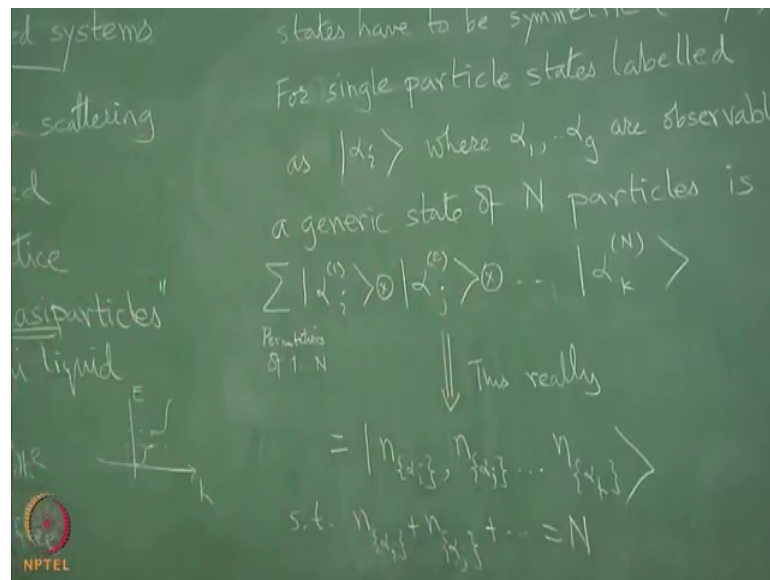 ed systems
scattering
ed
tice
asiparticles"
liquid
E
k
states have to be symmetric
For single particle states labelled
as |α_i⟩ where α_1, .. α_g are observabl
a generic state of N particles is
∑ |α_i^(1)⟩ ⊗ |α_j^(2)⟩ ⊗ ... |α_k^(N)⟩
Permutations
of 1...N
⇓ This really
= |n_{α_i}, n_{α_j} ... n_{α_k}⟩
s.t. n_{α_i} + n_{α_j} + ... = N
NPTEL